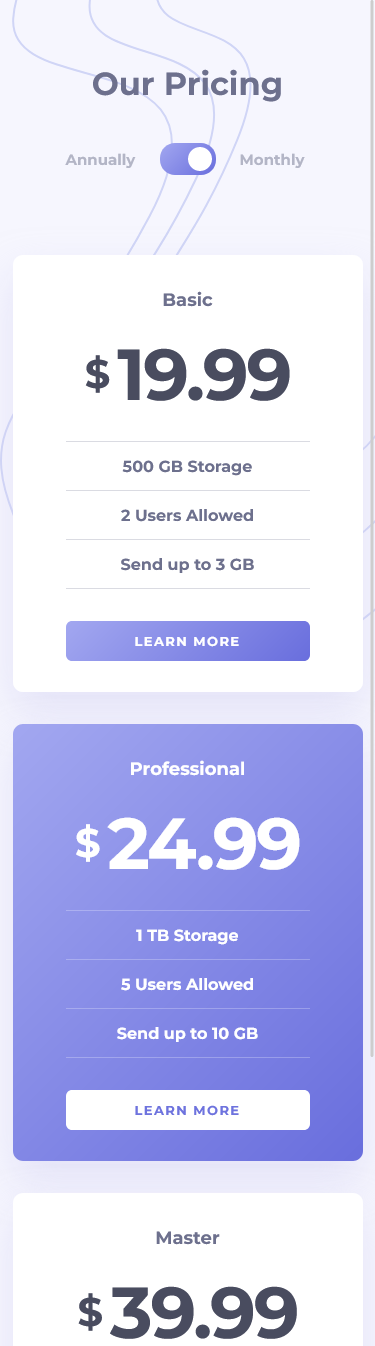 Our Pricing
Annually Monthly
Basic
$ 19.99
500 GB Storage
2 Users Allowed
Send up to 3 GB
LEARN MORE
Professional
$ 24.99
1 TB Storage
5 Users Allowed
Send up to 10 GB
LEARN MORE
Master
$ 39.99